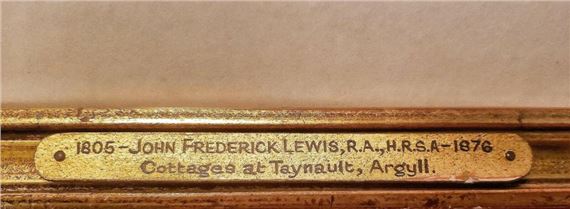 1805-JOHN FREDERICK LEWIS, R.A., H.R.S.A-1876
Cottages at Taynault, Argyll.